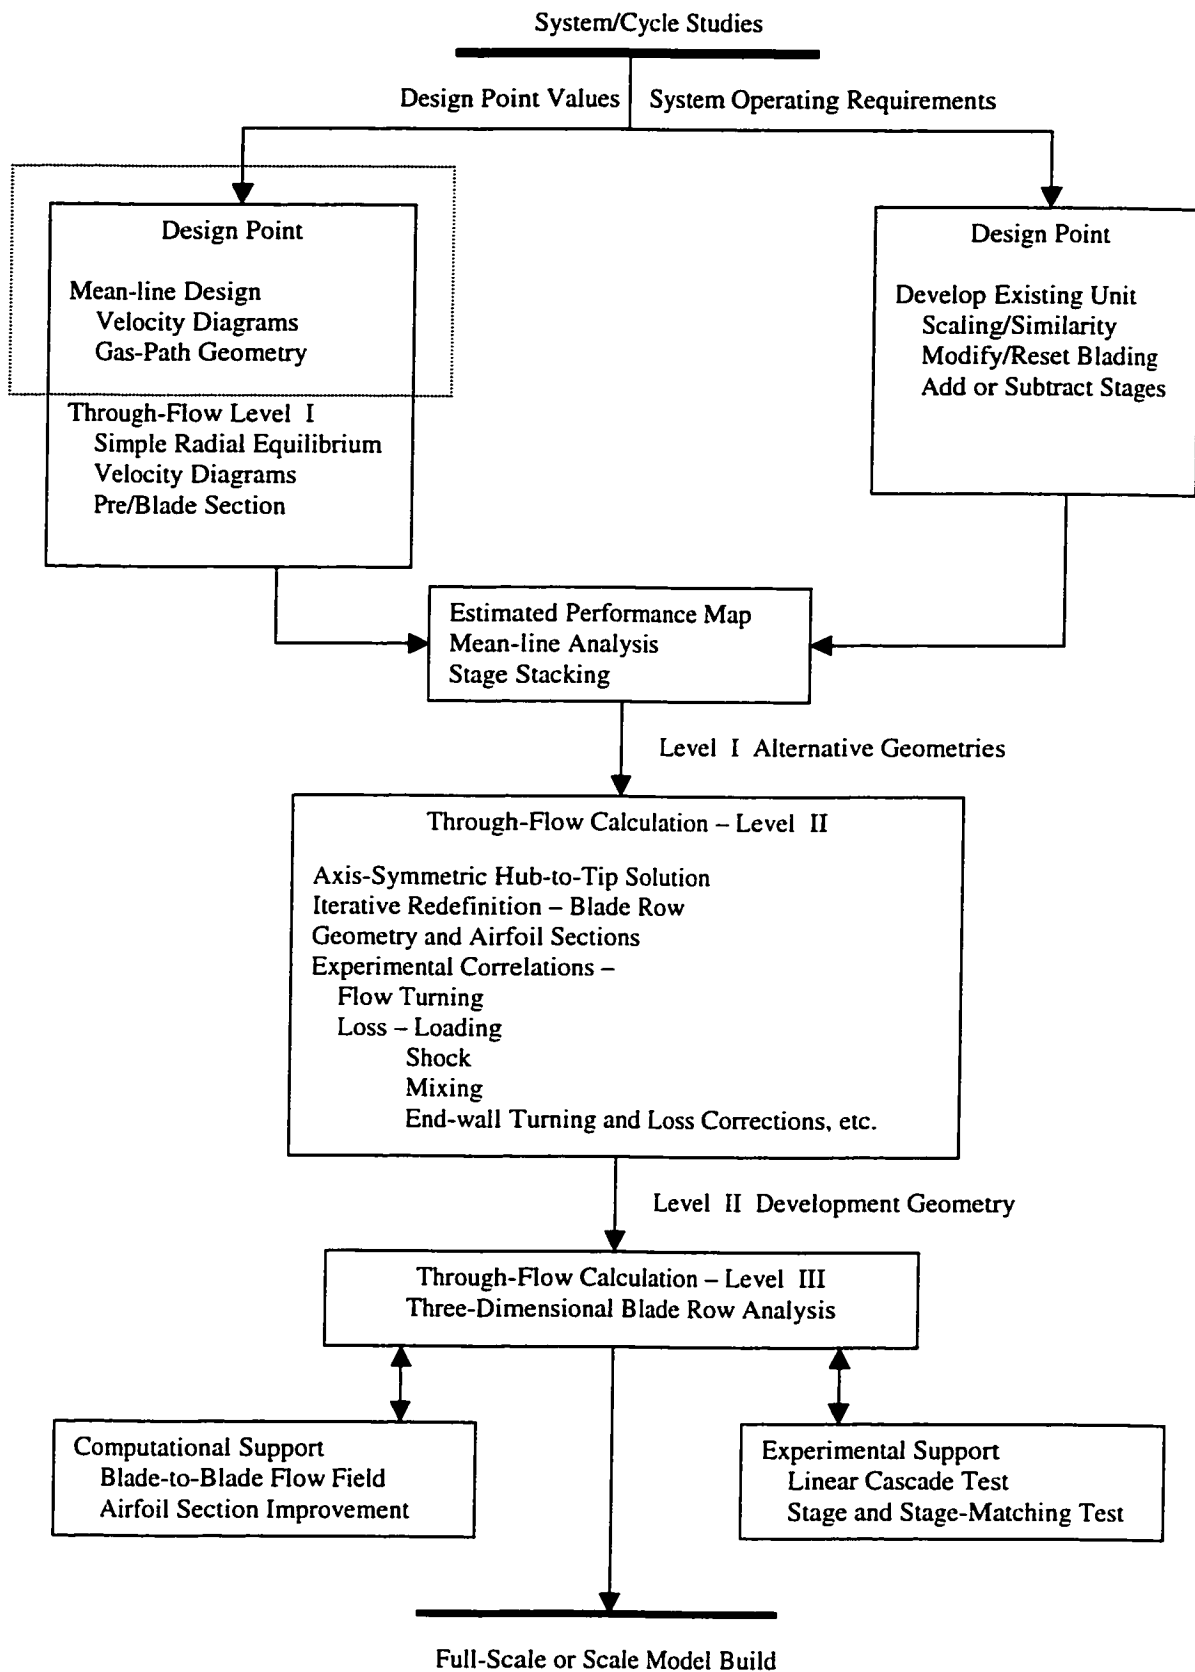 System/Cycle Studies
Design Point Values
System Operating Requirements
Design Point
Mean-line Design
Velocity Diagrams
Gas-Path Geometry
Through-Flow Level I
Simple Radial Equilibrium
Velocity Diagrams
Pre/Blade Section
Design Point
Develop Existing Unit
Scaling/Similarity
Modify/Reset Blading
Add or Subtract Stages
Estimated Performance Map
Mean-line Analysis
Stage Stacking
Level I Alternative Geometries
Through-Flow Calculation – Level II
Axis-Symmetric Hub-to-Tip Solution
Iterative Redefinition – Blade Row
Geometry and Airfoil Sections
Experimental Correlations –
Flow Turning
Loss – Loading
Shock
Mixing
End-wall Turning and Loss Corrections, etc.
Level II Development Geometry
Through-Flow Calculation – Level III
Three-Dimensional Blade Row Analysis
Computational Support
Blade-to-Blade Flow Field
Airfoil Section Improvement
Experimental Support
Linear Cascade Test
Stage and Stage-Matching Test
Full-Scale or Scale Model Build